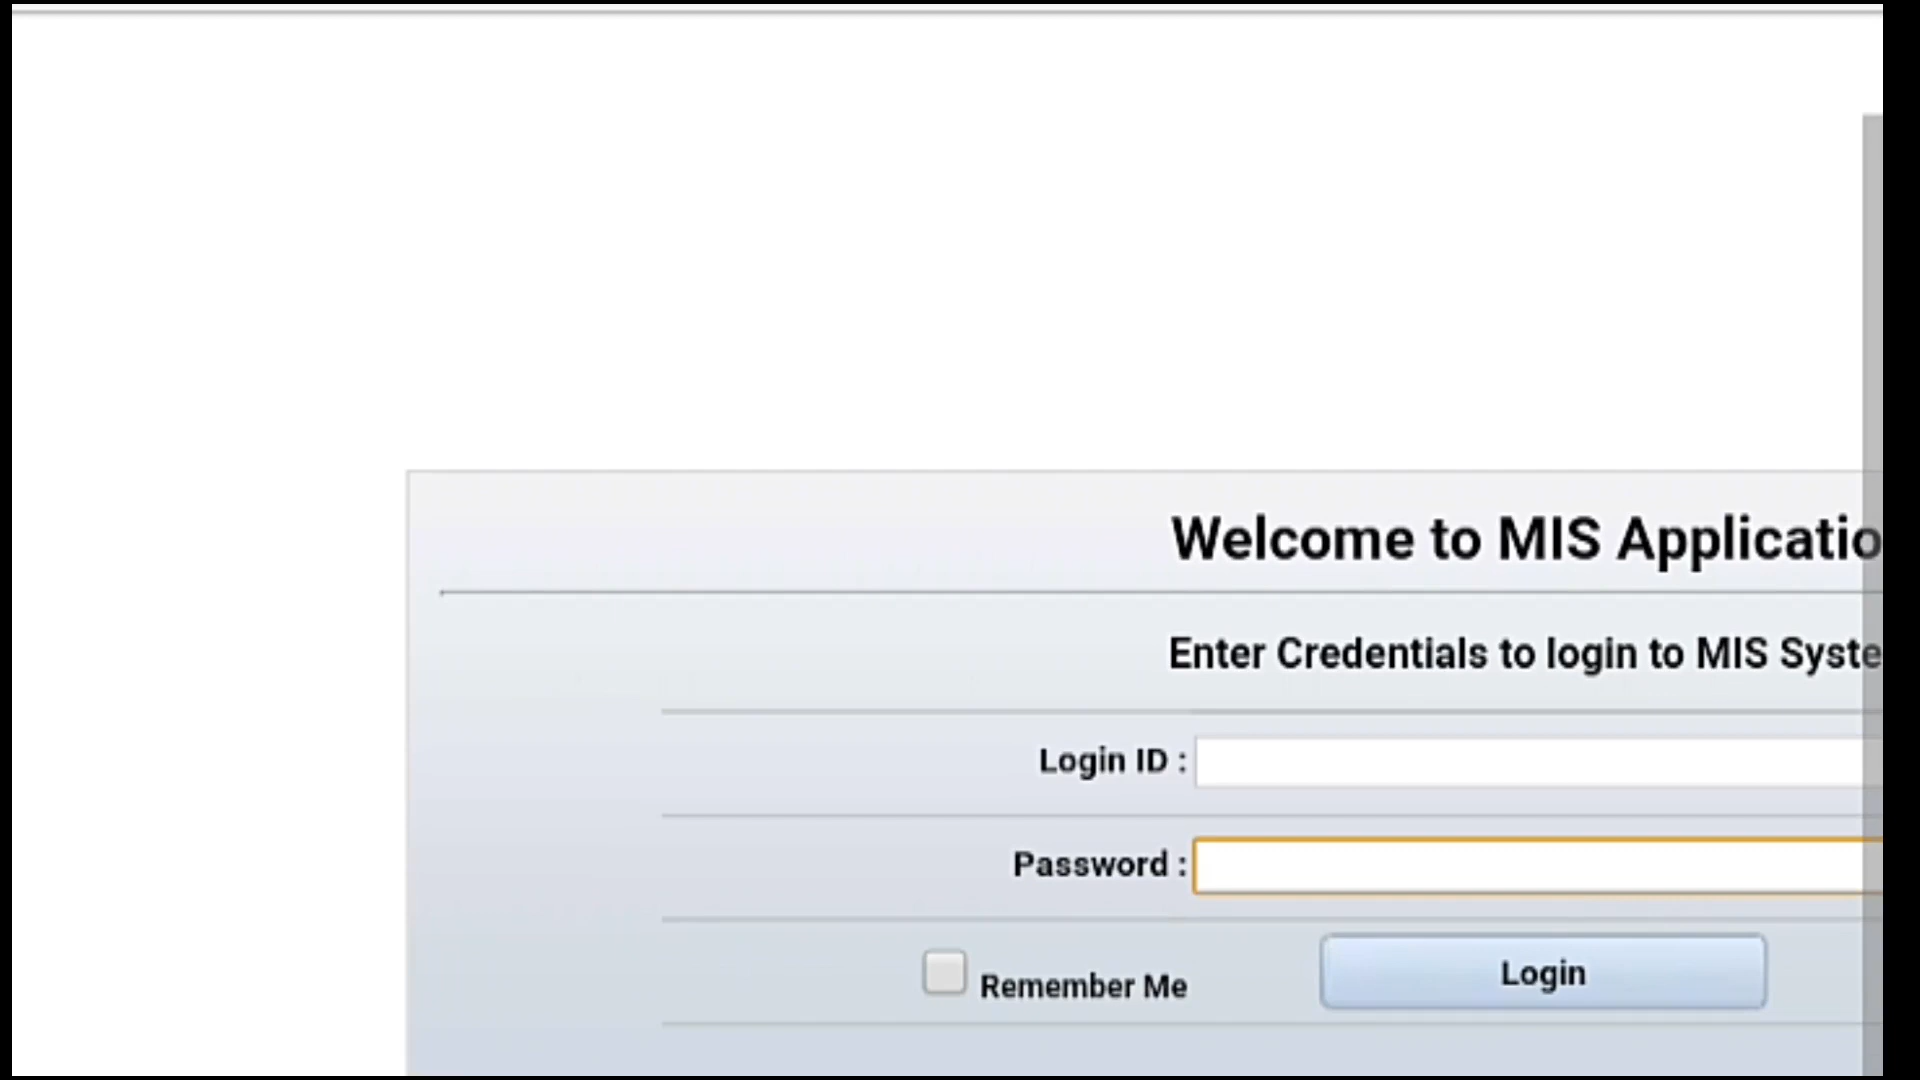 Welcome to MIS Applicatio
Enter Credentials to login to MIS Syste
Login ID :
Password :
Remember Me
Login